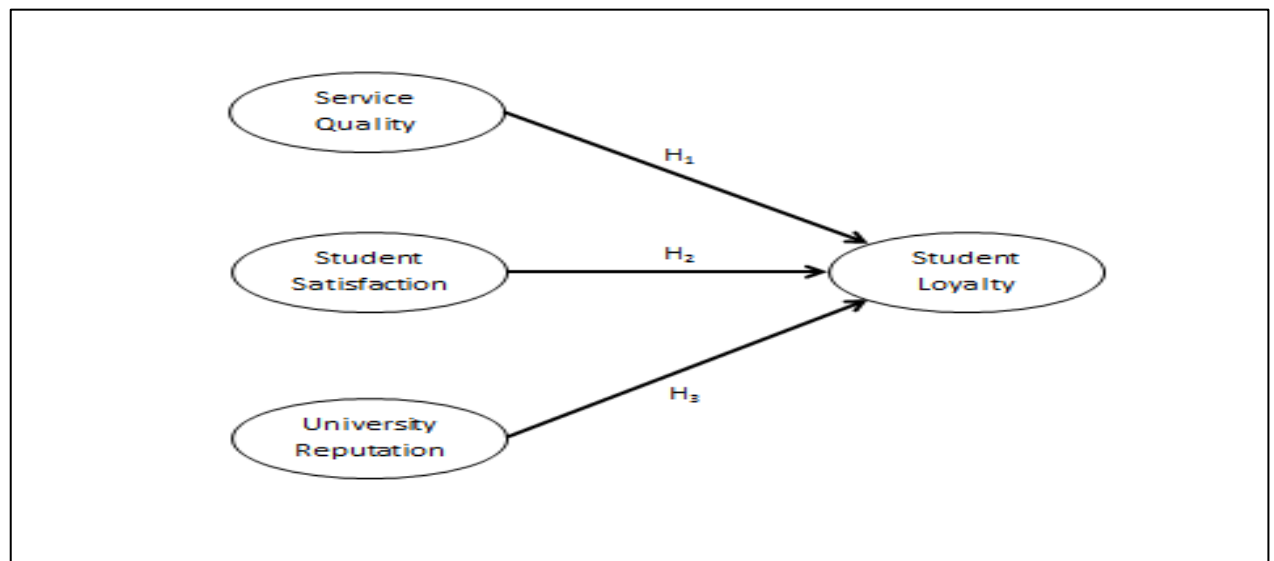 Service
Quality
H₁
Student
Satisfaction
H₂
Student
Loyalty
H₃
University
Reputation